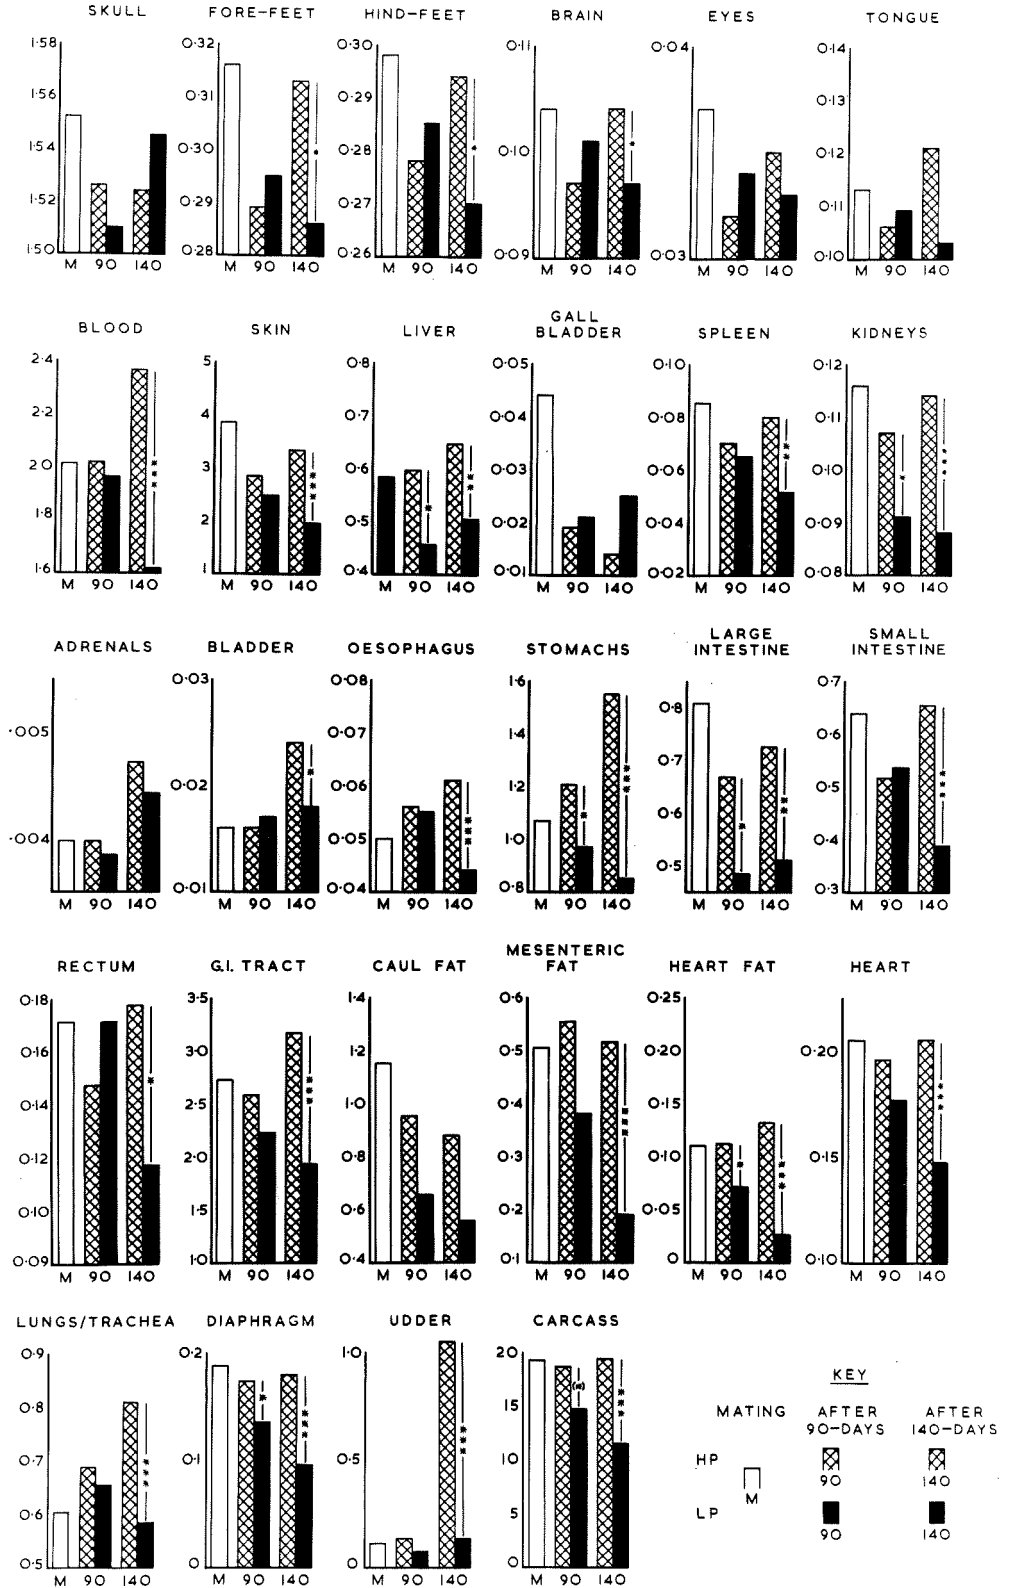 SKULL FORE-FEET HIND-FEET BRAIN EYES TONGUE
1·58 0·32 0·30 0·11 0·04 0·14
1·56 0·31 0·29 0·13
1·54 0·30 0·28 0·10 0·12
1·52 0·29 0·27 0·11
1·50 0·28 0·26 0·09 0·03 0·10
M 90 140 M 90 140 M 90 140 M 90 140 M 90 140 M 90 140
BLOOD SKIN LIVER GALL BLADDER SPLEEN KIDNEYS
2·4 5 0·8 0·05 0·10 0·12
2·2 4 0·7 0·04 0·08 0·11
2·0 3 0·6 0·03 0·06 0·10
1·8 2 0·5 0·02 0·04 0·09
1·6 1 0·4 0·01 0·02 0·08
M 90 140 M 90 140 M 90 140 M 90 140 M 90 140 M 90 140
ADRENALS BLADDER OESOPHAGUS STOMACHS LARGE INTESTINE SMALL INTESTINE
0·03 0·08 1·6 0·7
·005 0·07 1·4 0·8 0·6
0·02 0·06 1·2 0·7 0·5
·004 0·05 1·0 0·6 0·4
0·01 0·04 0·8 0·5 0·3
M 90 140 M 90 140 M 90 140 M 90 140 M 90 140 M 90 140
RECTUM G.I. TRACT CAUL FAT MESENTERIC FAT HEART FAT HEART
0·18 3·5 1·4 0·6 0·25
0·16 3·0 1·2 0·5 0·20 0·20
0·14 2·5 1·0 0·4 0·15
0·12 2·0 0·8 0·3 0·10 0·15
0·10 1·5 0·6 0·2 0·05
0·09 1·0 0·4 0·1 0 0·10
M 90 140 M 90 140 M 90 140 M 90 140 M 90 140 M 90 140
LUNGS/TRACHEA DIAPHRAGM UDDER CARCASS
0·9 0·2 1·0 20
0·8 (*) 15
0·7 0·1 0·5 10
0·6 5
0·5 0 0 0
M 90 140 M 90 140 M 90 140 M 90 140
KEY
MATING AFTER 90-DAYS AFTER 140-DAYS
HP 90 140
M
LP 90 140